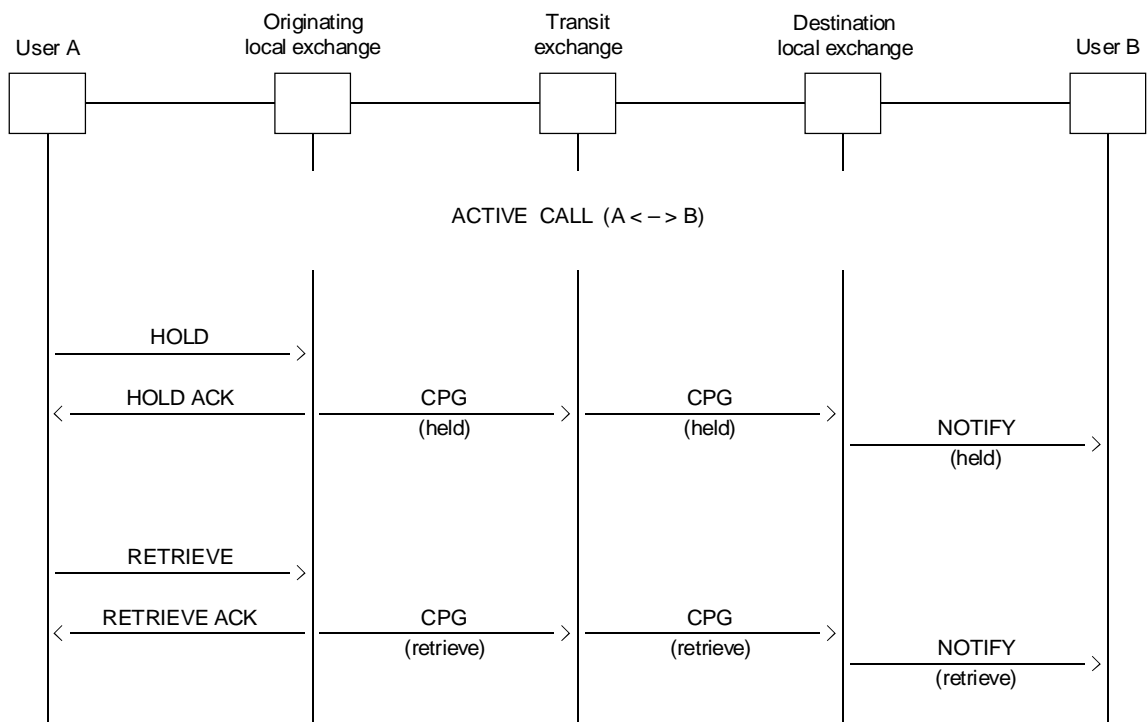 User A
Originating
local exchange
Transit
exchange
Destination
local exchange
User B
ACTIVE CALL (A < – > B)
HOLD
HOLD ACK
CPG
(held)
CPG
(held)
NOTIFY
(held)
RETRIEVE
RETRIEVE ACK
CPG
(retrieve)
CPG
(retrieve)
NOTIFY
(retrieve)